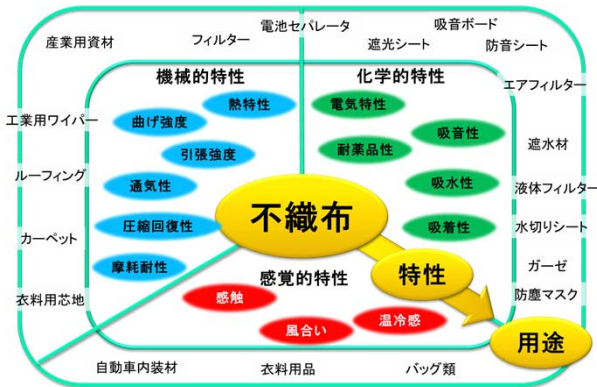 電池セパレータ
吸音ボード
産業用資材
フィルター
遮光シート
防音シート
機械的特性
化学的特性
エアフィルター
熱特性
電気特性
工業用ワイパー
曲げ強度
吸音性
引張強度
耐薬品性
遮水材
ルーフィング
通気性
吸水性
液体フィルター
不織布
圧縮回復性
吸着性
水切りシート
カーペット
摩耗耐性
感覚的特性
特性
ガーゼ
衣料用芯地
感触
防塵マスク
風合い
温冷感
用途
自動車内装材
衣料用品
バッグ類